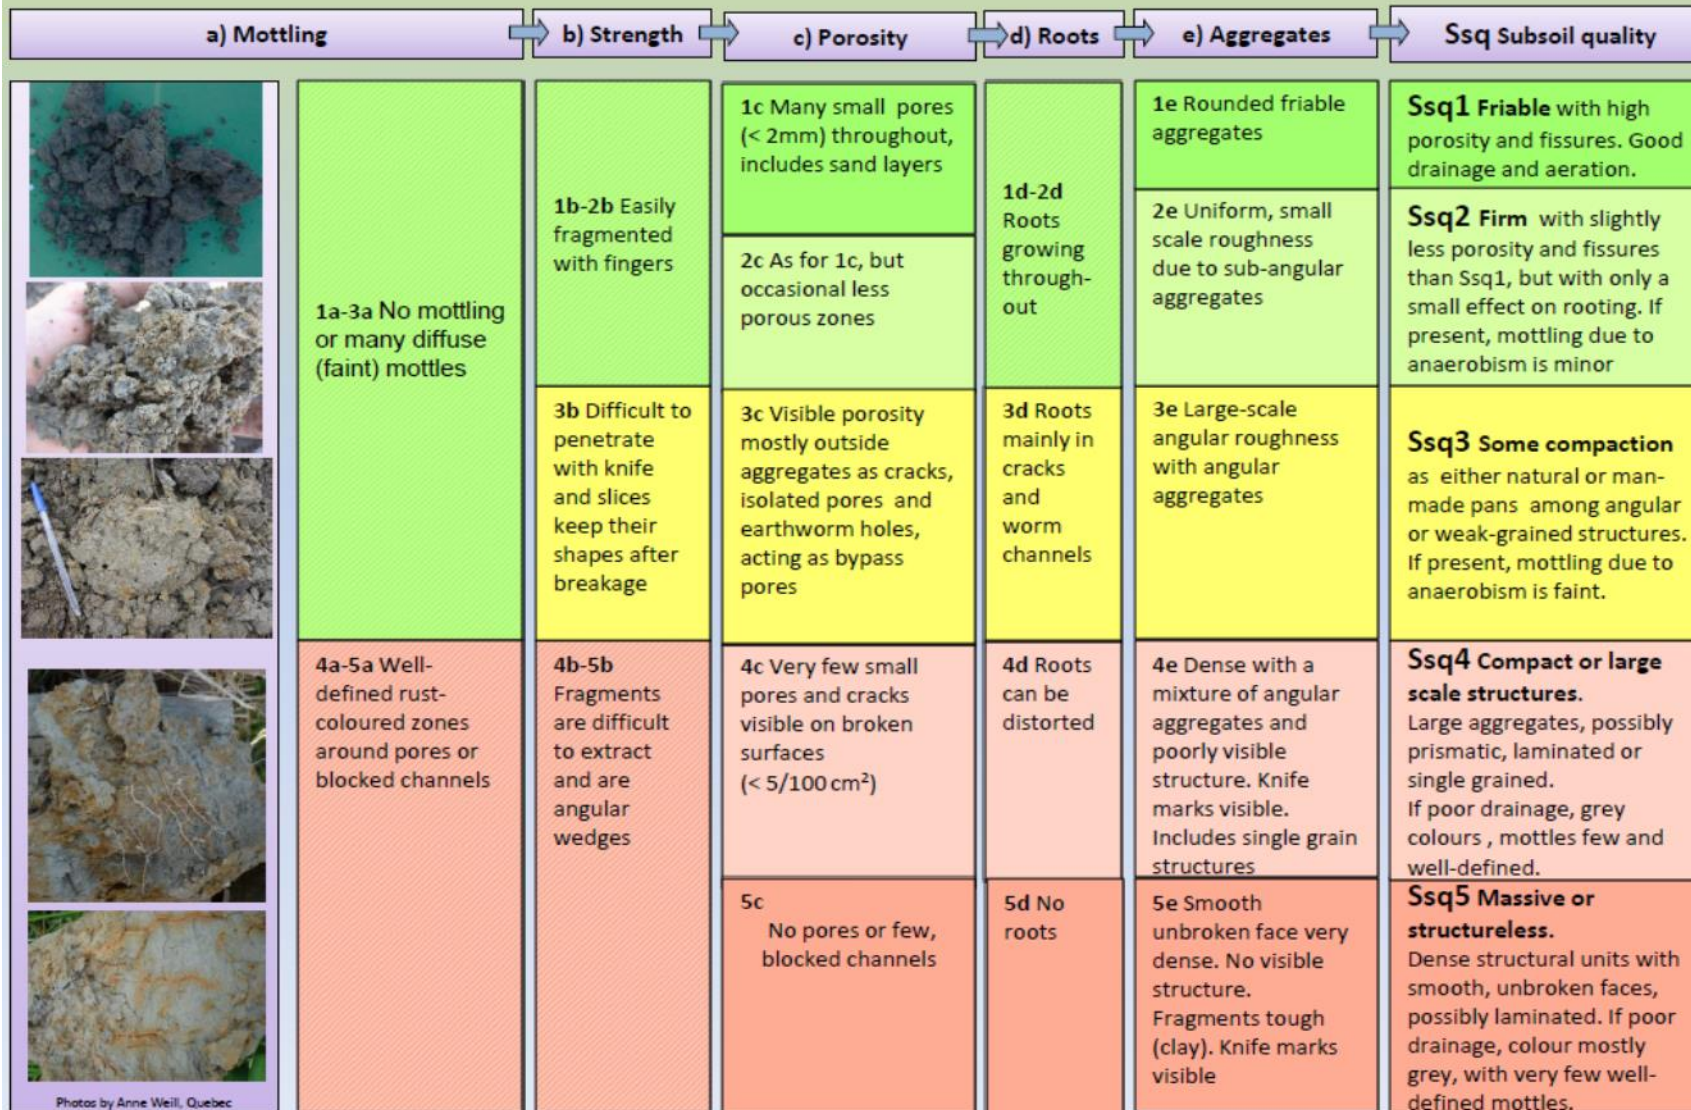 a) Mottling
b) Strength
c) Porosity
d) Roots
e) Aggregates
Ssq Subsoil quality
1a-3a No mottling
or many diffuse
(faint) mottles
4a-5a Well-
defined rust-
coloured zones
around pores or
blocked channels
1b-2b Easily
fragmented
with fingers
3b Difficult to
penetrate
with knife
and slices
keep their
shapes after
breakage
4b-5b
Fragments
are difficult
to extract
and are
angular
wedges
1c Many small pores
(< 2mm) throughout,
includes sand layers
2c As for 1c, but
occasional less
porous zones
3c Visible porosity
mostly outside
aggregates as cracks,
isolated pores and
earthworm holes,
acting as bypass
pores
4c Very few small
pores and cracks
visible on broken
surfaces
(< 5/100 cm²)
5c
No pores or few,
blocked channels
1d-2d
Roots
growing
through-
out
3d Roots
mainly in
cracks
and
worm
channels
4d Roots
can be
distorted
5d No
roots
1e Rounded friable
aggregates
2e Uniform, small
scale roughness
due to sub-angular
aggregates
3e Large-scale
angular roughness
with angular
aggregates
4e Dense with a
mixture of angular
aggregates and
poorly visible
structure. Knife
marks visible.
Includes single grain
structures
5e Smooth
unbroken face very
dense. No visible
structure.
Fragments tough
(clay). Knife marks
visible
Ssq1 Friable with high
porosity and fissures. Good
drainage and aeration.
Ssq2 Firm with slightly
less porosity and fissures
than Ssq1, but with only a
small effect on rooting. If
present, mottling due to
anaerobism is minor
Ssq3 Some compaction
as either natural or man-
made pans among angular
or weak-grained structures.
If present, mottling due to
anaerobism is faint.
Ssq4 Compact or large
scale structures.
Large aggregates, possibly
prismatic, laminated or
single grained.
If poor drainage, grey
colours , mottles few and
well-defined.
Ssq5 Massive or
structureless.
Dense structural units with
smooth, unbroken faces,
possibly laminated. If poor
drainage, colour mostly
grey, with very few well-
defined mottles.
Photos by Anne Weill, Quebec